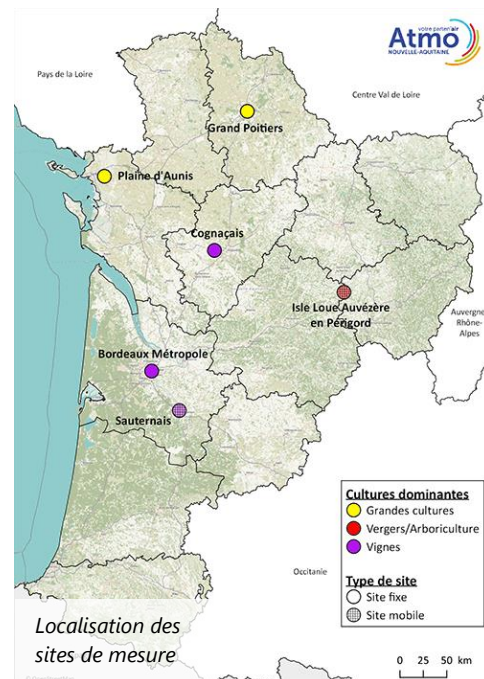 votre parten'air
Atmo
NOUVELLE-AQUITAINE
Pays de la Loire
Centre Val de Loire
Grand Poitiers
Plaine d'Aunis
Cognaçais
Isle Loue Auvézère
en Périgord
Auvergne
Rhône-
Alpes
Bordeaux Métropole
Sauternais
Cultures dominantes
Grandes cultures
Vergers/Arboriculture
Vignes
Occitanie
Type de site
Site fixe
Site mobile
Localisation des
sites de mesure
0 25 50 km